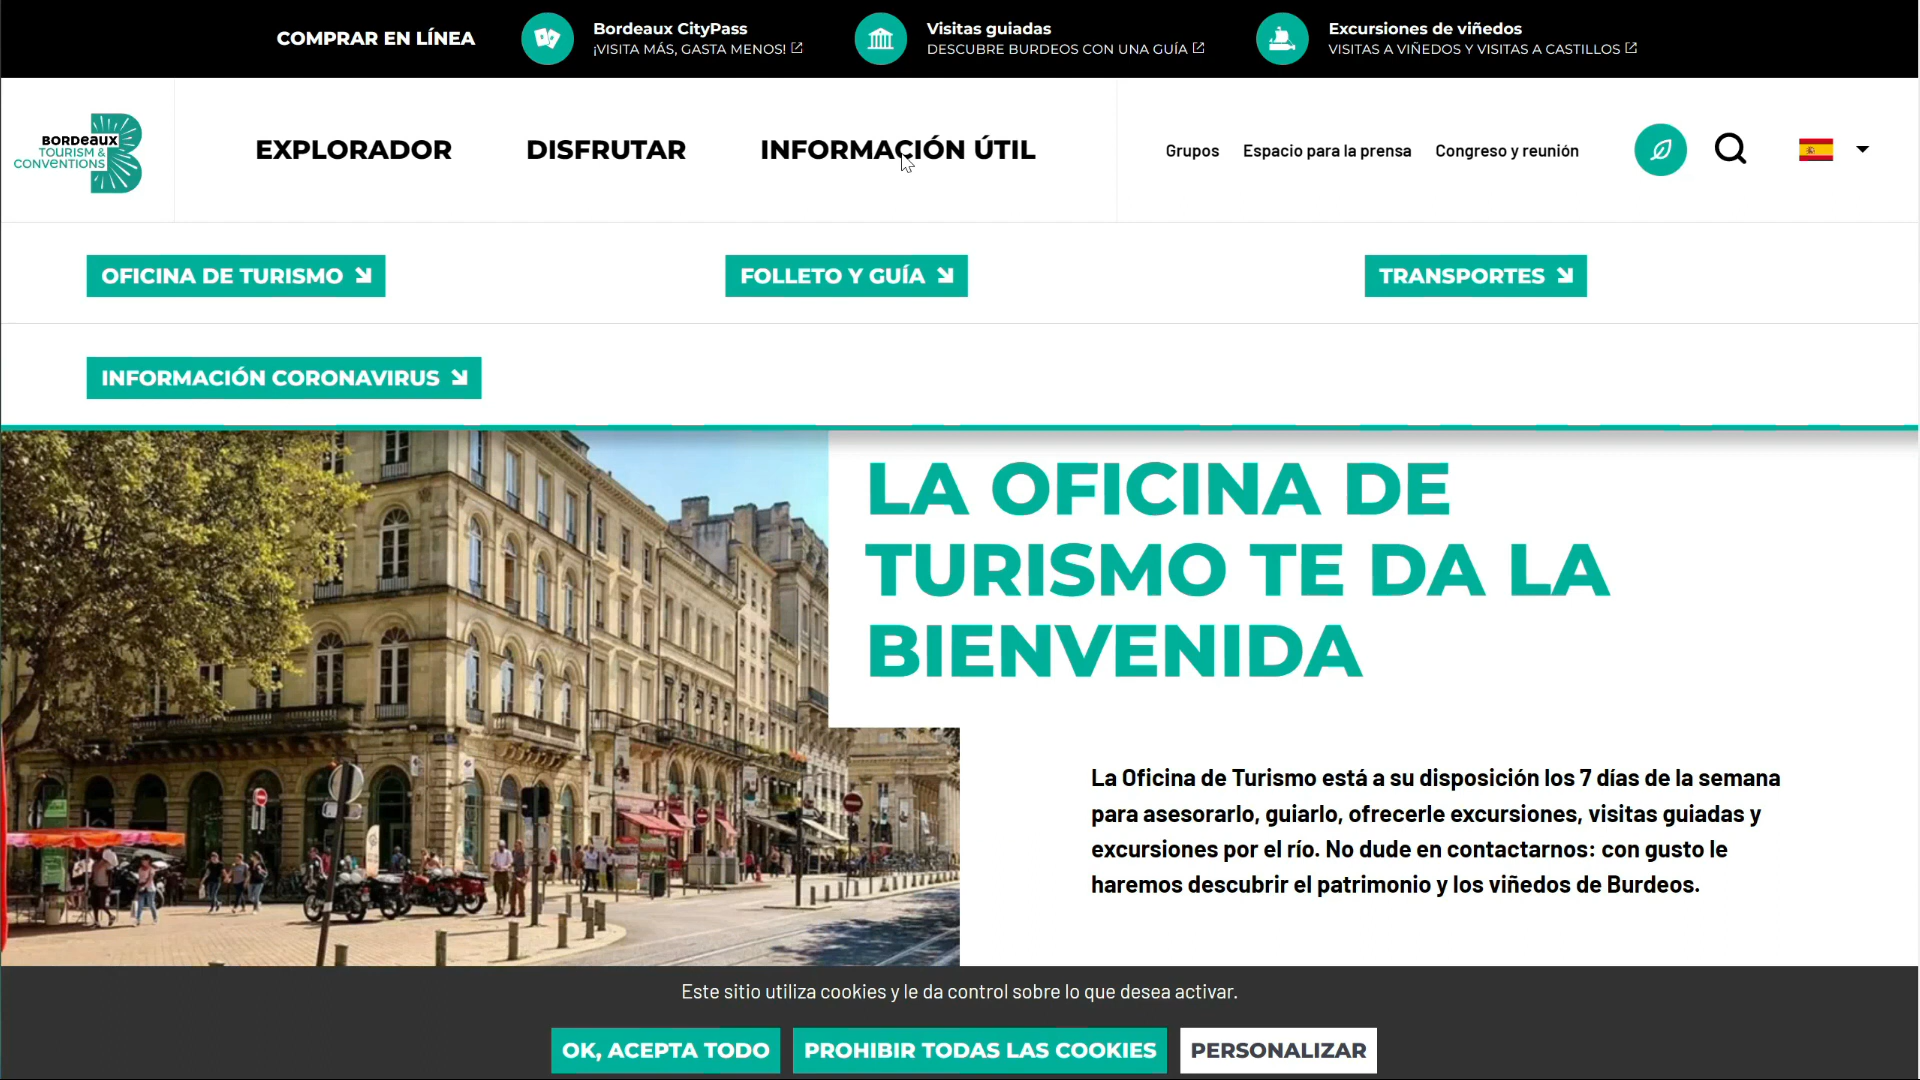 COMPRAR EN LÍNEA
Bordeaux CityPass
¡VISITA MÁS, GASTA MENOS!
Visitas guiadas
DESCUBRE BURDEOS CON UNA GUÍA
Excursiones de viñedos
VISITAS A VIÑEDOS Y VISITAS A CASTILLOS
BORDEAUX
TOURISM &
CONVENTIONS
EXPLORADOR
DISFRUTAR
INFORMACIÓN ÚTIL
Grupos
Espacio para la prensa
Congreso y reunión
OFICINA DE TURISMO
FOLLETO Y GUÍA
TRANSPORTES
INFORMACIÓN CORONAVIRUS
LA OFICINA DE
TURISMO TE DA LA
BIENVENIDA
La Oficina de Turismo está a su disposición los 7 días de la semana
para asesorarlo, guiarlo, ofrecerle excursiones, visitas guiadas y
excursiones por el río. No dude en contactarnos: con gusto le
haremos descubrir el patrimonio y los viñedos de Burdeos.
Este sitio utiliza cookies y le da control sobre lo que desea activar.
OK, ACEPTA TODO
PROHIBIR TODAS LAS COOKIES
PERSONALIZAR